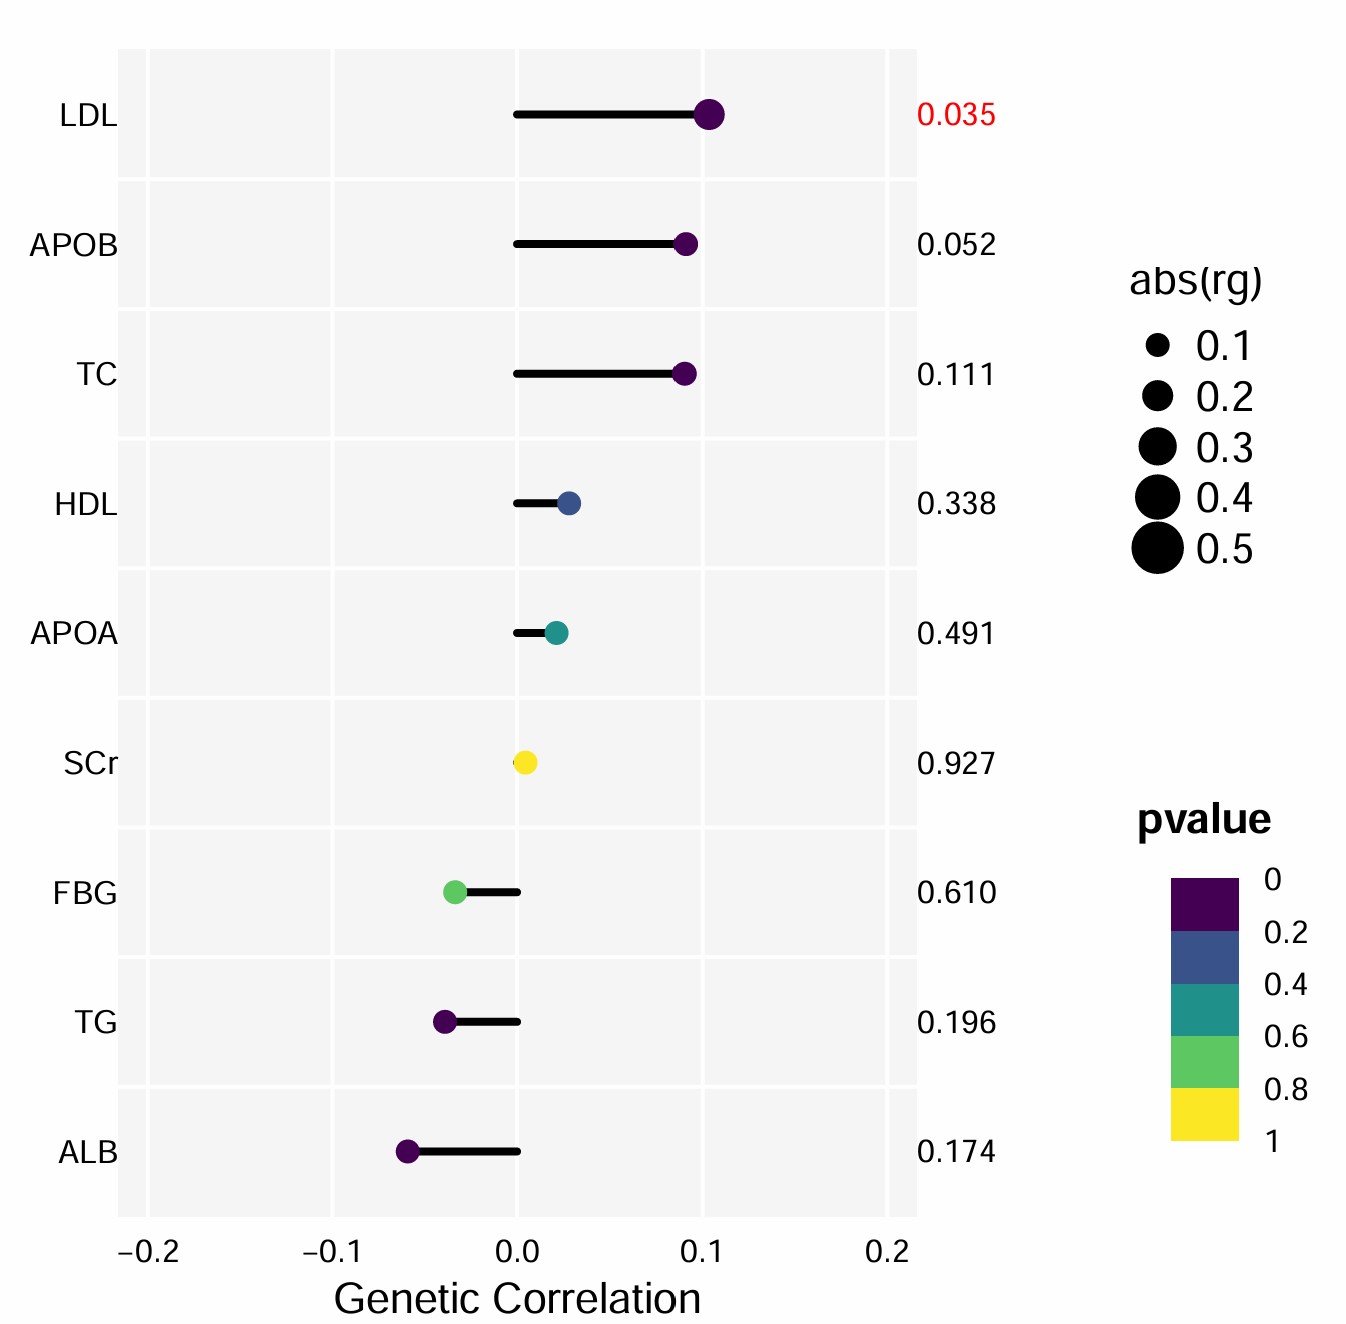 LDL 0.035
APOB 0.052
TC 0.111
HDL 0.338
APOA 0.491
SCr 0.927
FBG 0.610
TG 0.196
ALB 0.174
−0.2 −0.1 0.0 0.1 0.2
Genetic Correlation
abs(rg)
0.1
0.2
0.3
0.4
0.5
pvalue
0
0.2
0.4
0.6
0.8
1